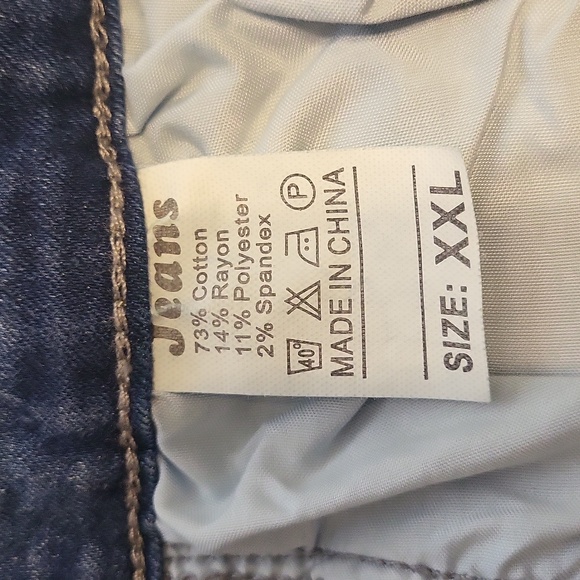 Jeans
73% Cotton
14% Rayon
11% Polyester
2% Spandex
40° P
MADE IN CHINA
SIZE: XXL